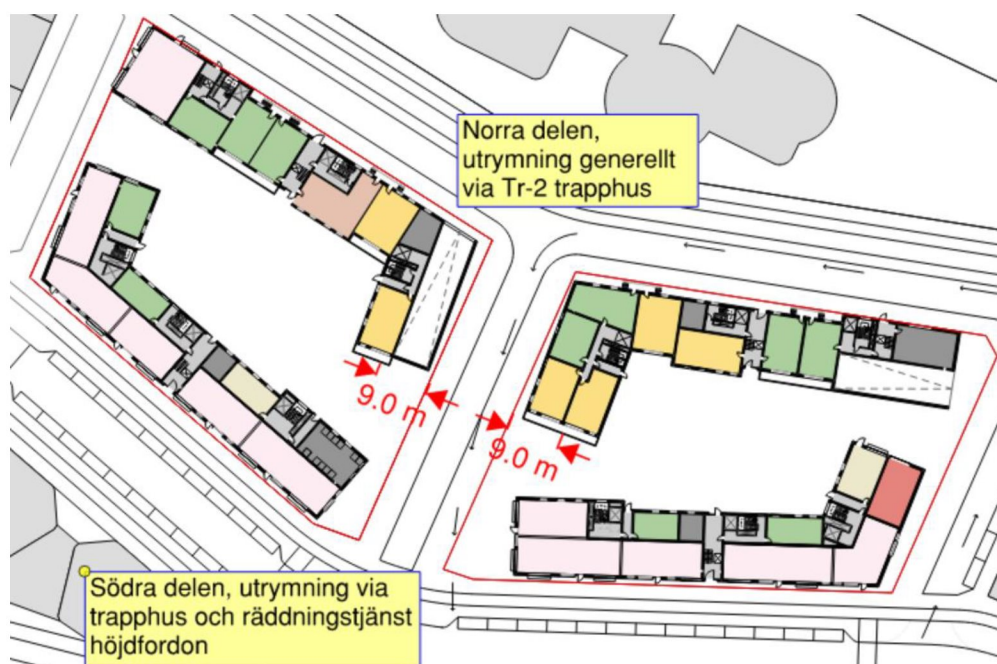 Norra delen,
utrymning generellt
via Tr-2 trapphus
9.0 m
9.0 m
Södra delen, utrymning via
trapphus och räddningstjänst
höjdfordon